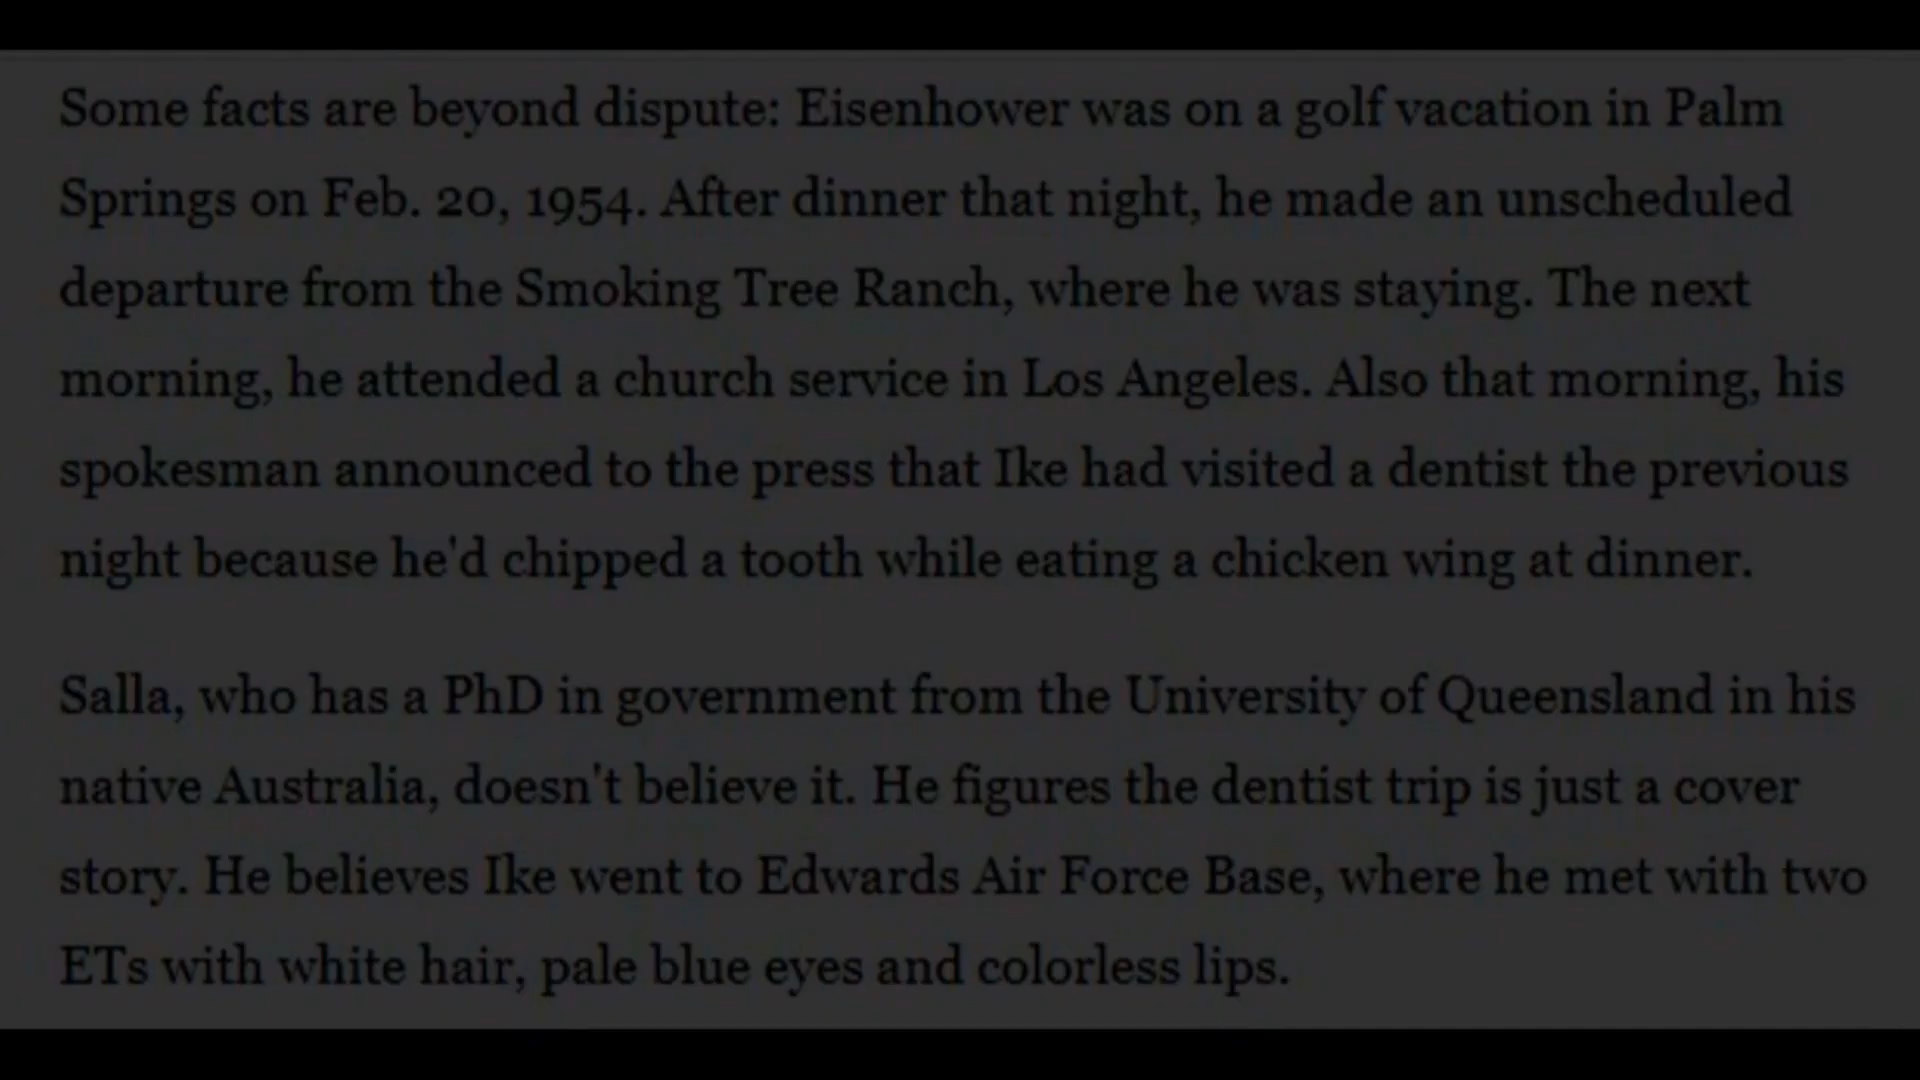 Some facts are beyond dispute: Eisenhower was on a golf vacation in Palm
Springs on Feb. 20, 1954. After dinner that night, he made an unscheduled
departure from the Smoking Tree Ranch, where he was staying. The next
morning, he attended a church service in Los Angeles. Also that morning, his
spokesman announced to the press that Ike had visited a dentist the previous
night because he'd chipped a tooth while eating a chicken wing at dinner.
Salla, who has a PhD in government from the University of Queensland in his
native Australia, doesn't believe it. He figures the dentist trip is just a cover
story. He believes Ike went to Edwards Air Force Base, where he met with two
ETs with white hair, pale blue eyes and colorless lips.